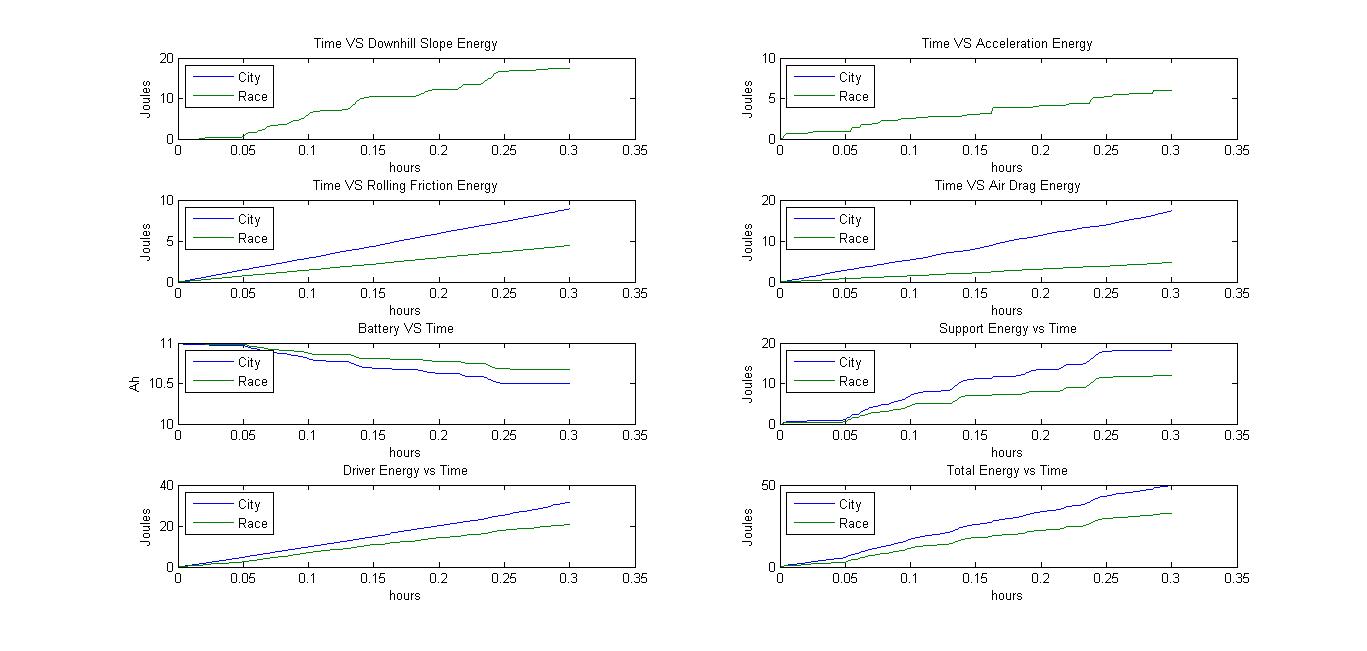 Time VS Downhill Slope Energy
20
10
0
Joules
City
Race
0 0.05 0.1 0.15 0.2 0.25 0.3 0.35
hours
Time VS Acceleration Energy
10
5
0
Joules
City
Race
0 0.05 0.1 0.15 0.2 0.25 0.3 0.35
hours
Time VS Rolling Friction Energy
10
5
0
Joules
City
Race
0 0.05 0.1 0.15 0.2 0.25 0.3 0.35
hours
Time VS Air Drag Energy
20
10
0
Joules
City
Race
0 0.05 0.1 0.15 0.2 0.25 0.3 0.35
hours
Battery VS Time
11
10.5
10
Ah
City
Race
0 0.05 0.1 0.15 0.2 0.25 0.3 0.35
hours
Support Energy vs Time
20
10
0
Joules
City
Race
0 0.05 0.1 0.15 0.2 0.25 0.3 0.35
hours
Driver Energy vs Time
40
20
0
Joules
City
Race
0 0.05 0.1 0.15 0.2 0.25 0.3 0.35
hours
Total Energy vs Time
50
0
Joules
City
Race
0 0.05 0.1 0.15 0.2 0.25 0.3 0.35
hours